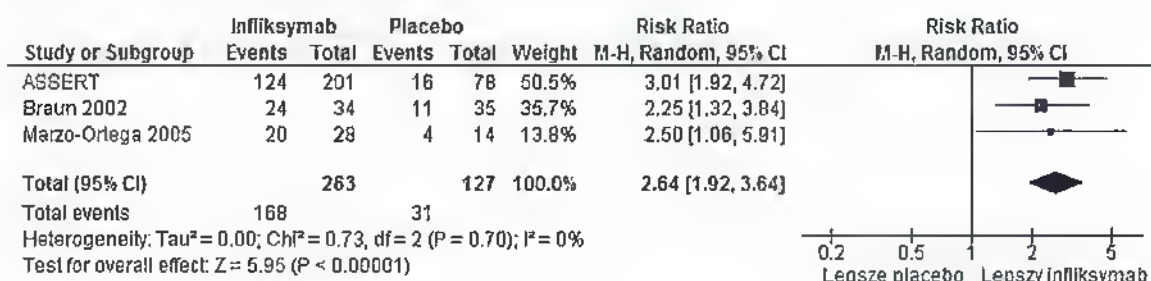 Infliksymab Placebo Risk Ratio Risk Ratio
Study or Subgroup Events Total Events Total Weight M-H, Random, 95% CI M-H, Random, 95% CI
ASSERT 124 201 16 78 50.5% 3.01 [1.92, 4.72]
Braun 2002 24 34 11 35 35.7% 2.25 [1.32, 3.84]
Marzo-Ortega 2005 20 28 4 14 13.8% 2.50 [1.06, 5.91]
Total (95% CI) 263 127 100.0% 2.64 [1.92, 3.64]
Total events 168 31
Heterogeneity: Tau² = 0.00; Chi² = 0.73, df = 2 (P = 0.70); I² = 0%
Test for overall effect: Z = 5.95 (P < 0.00001)
0.2 0.5 1 2 5
Lepsze placebo Lepszy infliksymab